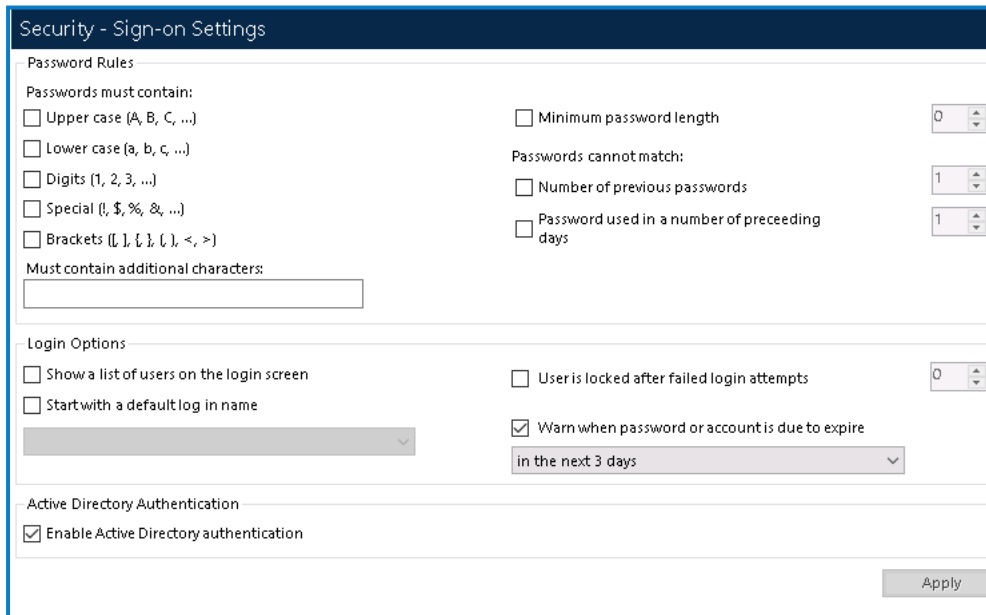 Security - Sign-on Settings
Password Rules
Passwords must contain:
Upper case (A, B, C, ...)
Lower case (a, b, c, ...)
Digits (1, 2, 3, ...)
Special (!, $, %, &, ...)
Brackets ([, ], {, }, (, ), <, >)
Must contain additional characters:
Minimum password length
0
Passwords cannot match:
Number of previous passwords
1
Password used in a number of preceeding
days
1
Login Options
Show a list of users on the login screen
Start with a default log in name
User is locked after failed login attempts
0
Warn when password or account is due to expire
in the next 3 days
Active Directory Authentication
Enable Active Directory authentication
Apply